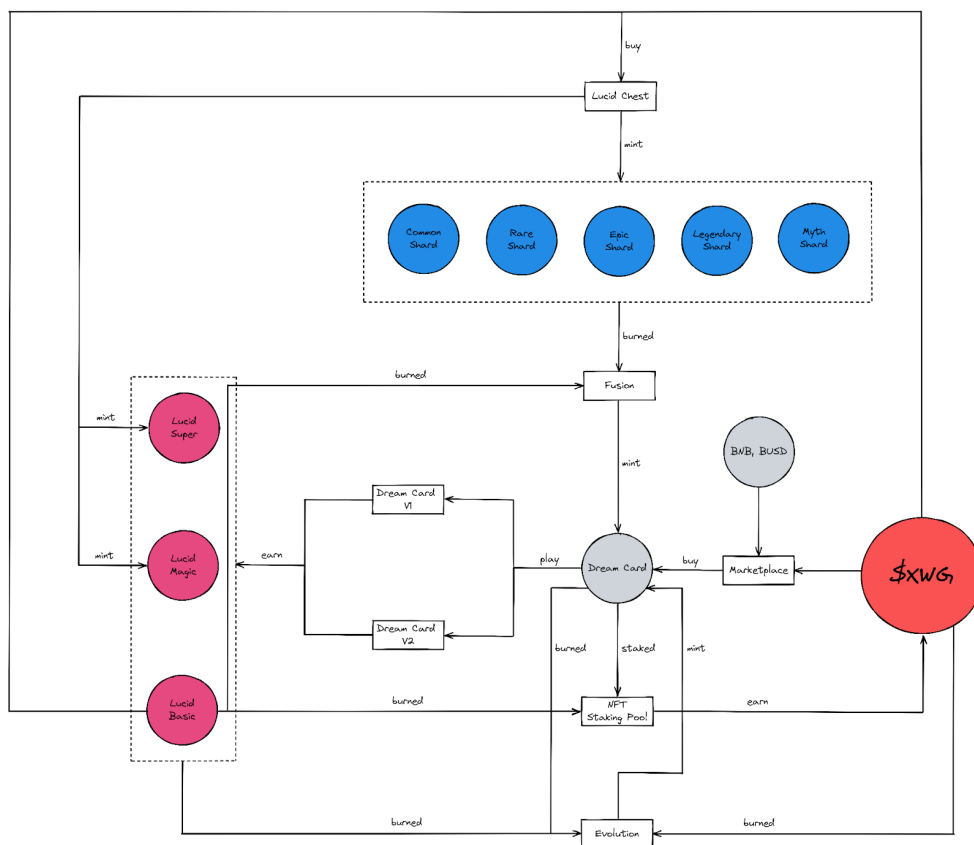 buy
Lucid Chest
mint
Common
Shard
Rare
Shard
Epic
Shard
Legendary
Shard
Myth
Shard
burned
burned
Fusion
Lucid
Super
mint
mint
BNB, BUSD
Dream Card
V1
mint
Lucid
Magic
earn
play
Dream Card
buy
Marketplace
$XWG
Dream Card
V2
burned
staked
mint
Lucid
Basic
burned
NFT
Staking Pool
earn
burned
Evolution
burned